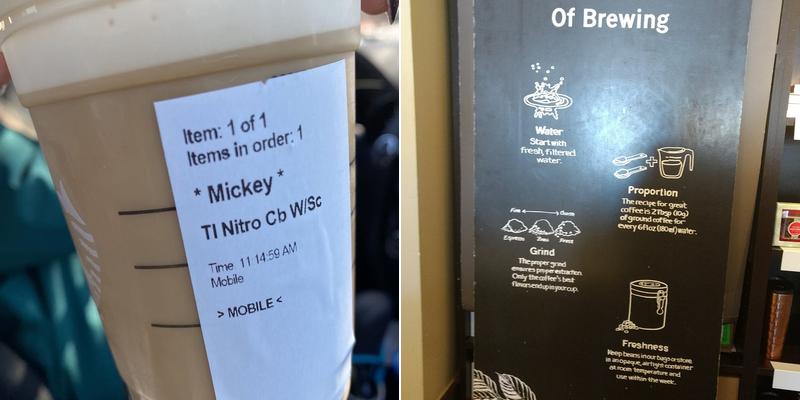 Item: 1 of 1
Items in order: 1
* Mickey *
Tl Nitro Cb W/Sc
Time 11:14:59 AM
Mobile
> MOBILE <
Of Brewing
Water
Start with
fresh, filtered
water.
Proportion
The recipe for great
coffee is 2 Tbsp (10g)
of ground coffee for
every 6 fl oz (180ml) water.
Fine Coarse
Espresso Press
Grind
The proper grind
ensures proper extraction.
Only the coffee's best
flavors end up in your cup.
Freshness
Keep beans in our bags or store
in an opaque, airtight container
at room temperature and
use within the week.